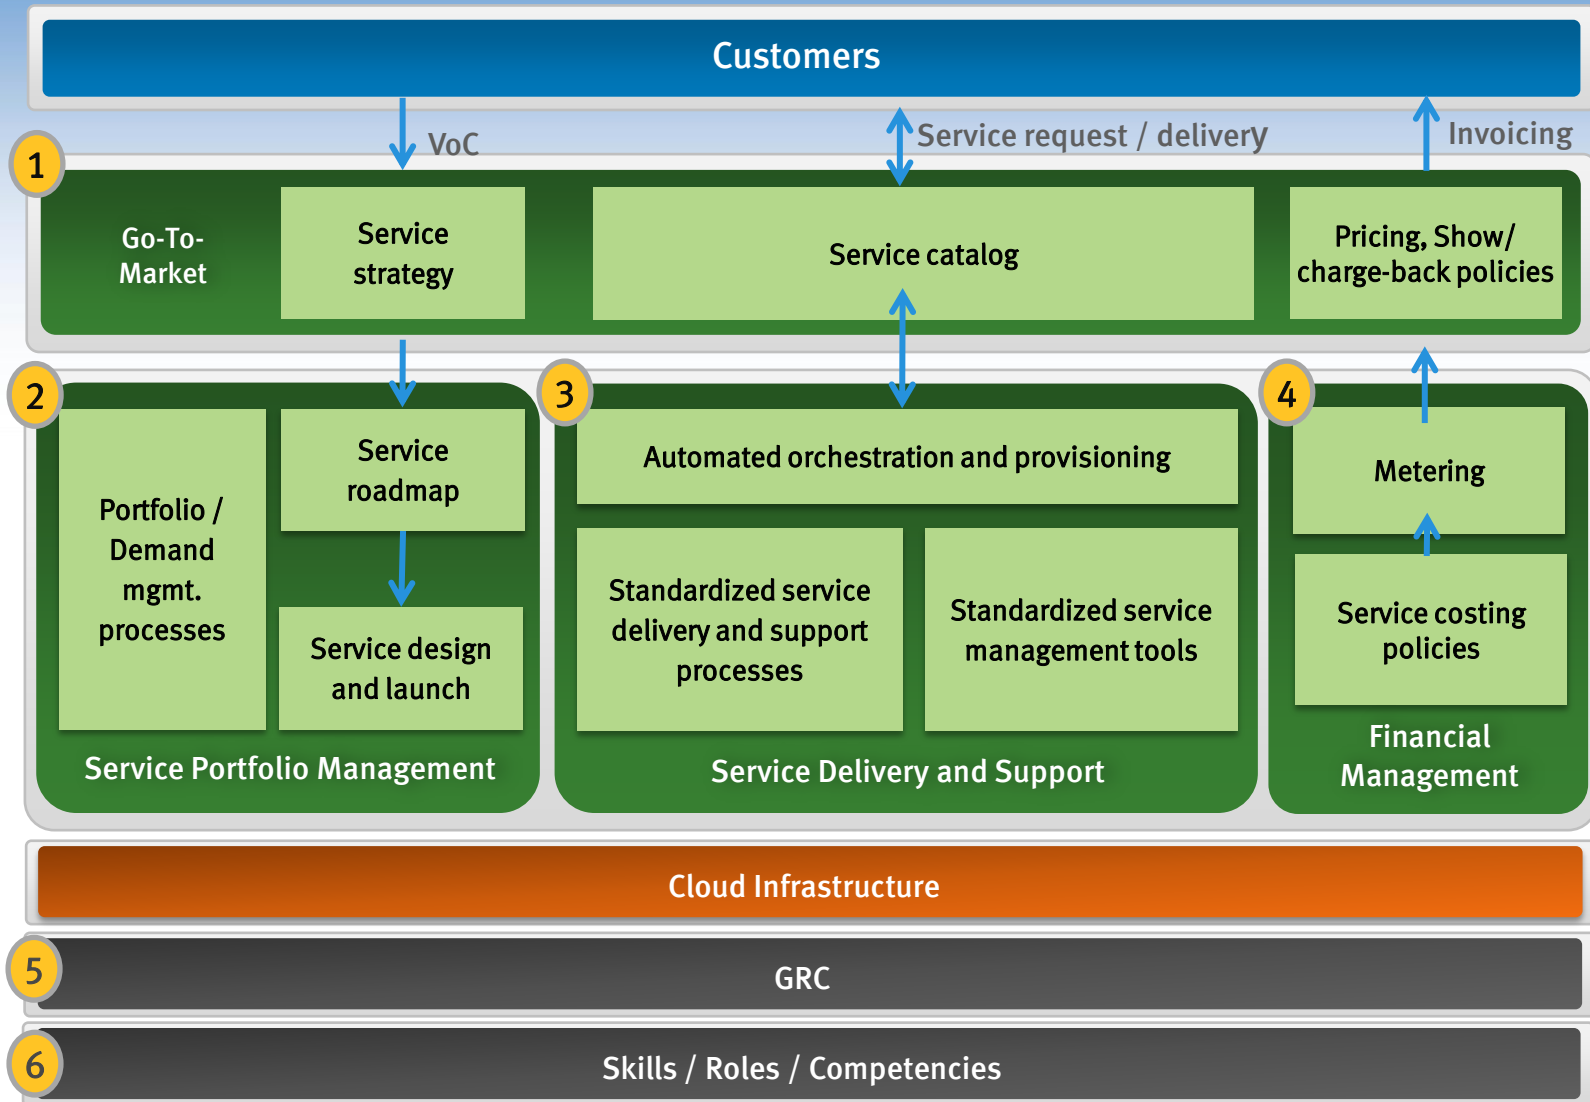 Customers
VoC
Service request / delivery
Invoicing
1
Go-To-
Market
Service
strategy
Service catalog
Pricing, Show/
charge-back policies
2
Portfolio /
Demand
mgmt.
processes
Service
roadmap
Service design
and launch
Service Portfolio Management
3
Automated orchestration and provisioning
Standardized service
delivery and support
processes
Standardized service
management tools
Service Delivery and Support
4
Metering
Service costing
policies
Financial
Management
Cloud Infrastructure
5
GRC
6
Skills / Roles / Competencies